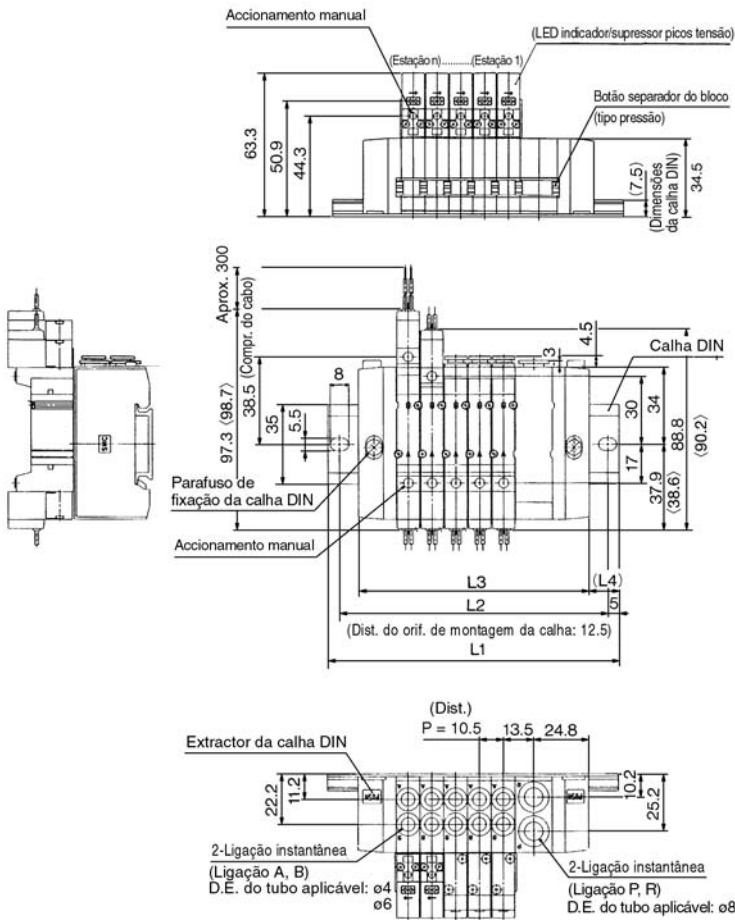 Accionamento manual
(LED indicador/supressor picos tensão)
(Estação n)..........(Estação 1)
Botão separador do bloco
(tipo pressão)
63.3
50.9
44.3
(7.5)
(Dimensões
da calha DIN)
34.5
Aprox. 300
(Compr. do cabo)
97.3 〈98.7〉
38.5
35
8
5.5
3
4.5
Calha DIN
30
34
17
88.8
〈90.2〉
37.9
〈38.6〉
SMC
Parafuso de
fixação da calha DIN
Accionamento manual
B B B B B
A A A A A
L3
(L4)
L2
5
(Dist. do orif. de montagem da calha: 12.5)
L1
(Dist.)
P = 10.5
13.5
24.8
Extractor da calha DIN
22.2
11.2
10.2
25.2
2-Ligação instantânea
(Ligação A, B)
D.E. do tubo aplicável: ø4
ø6
2-Ligação instantânea
(Ligação P, R)
D.E. do tubo aplicável: ø8